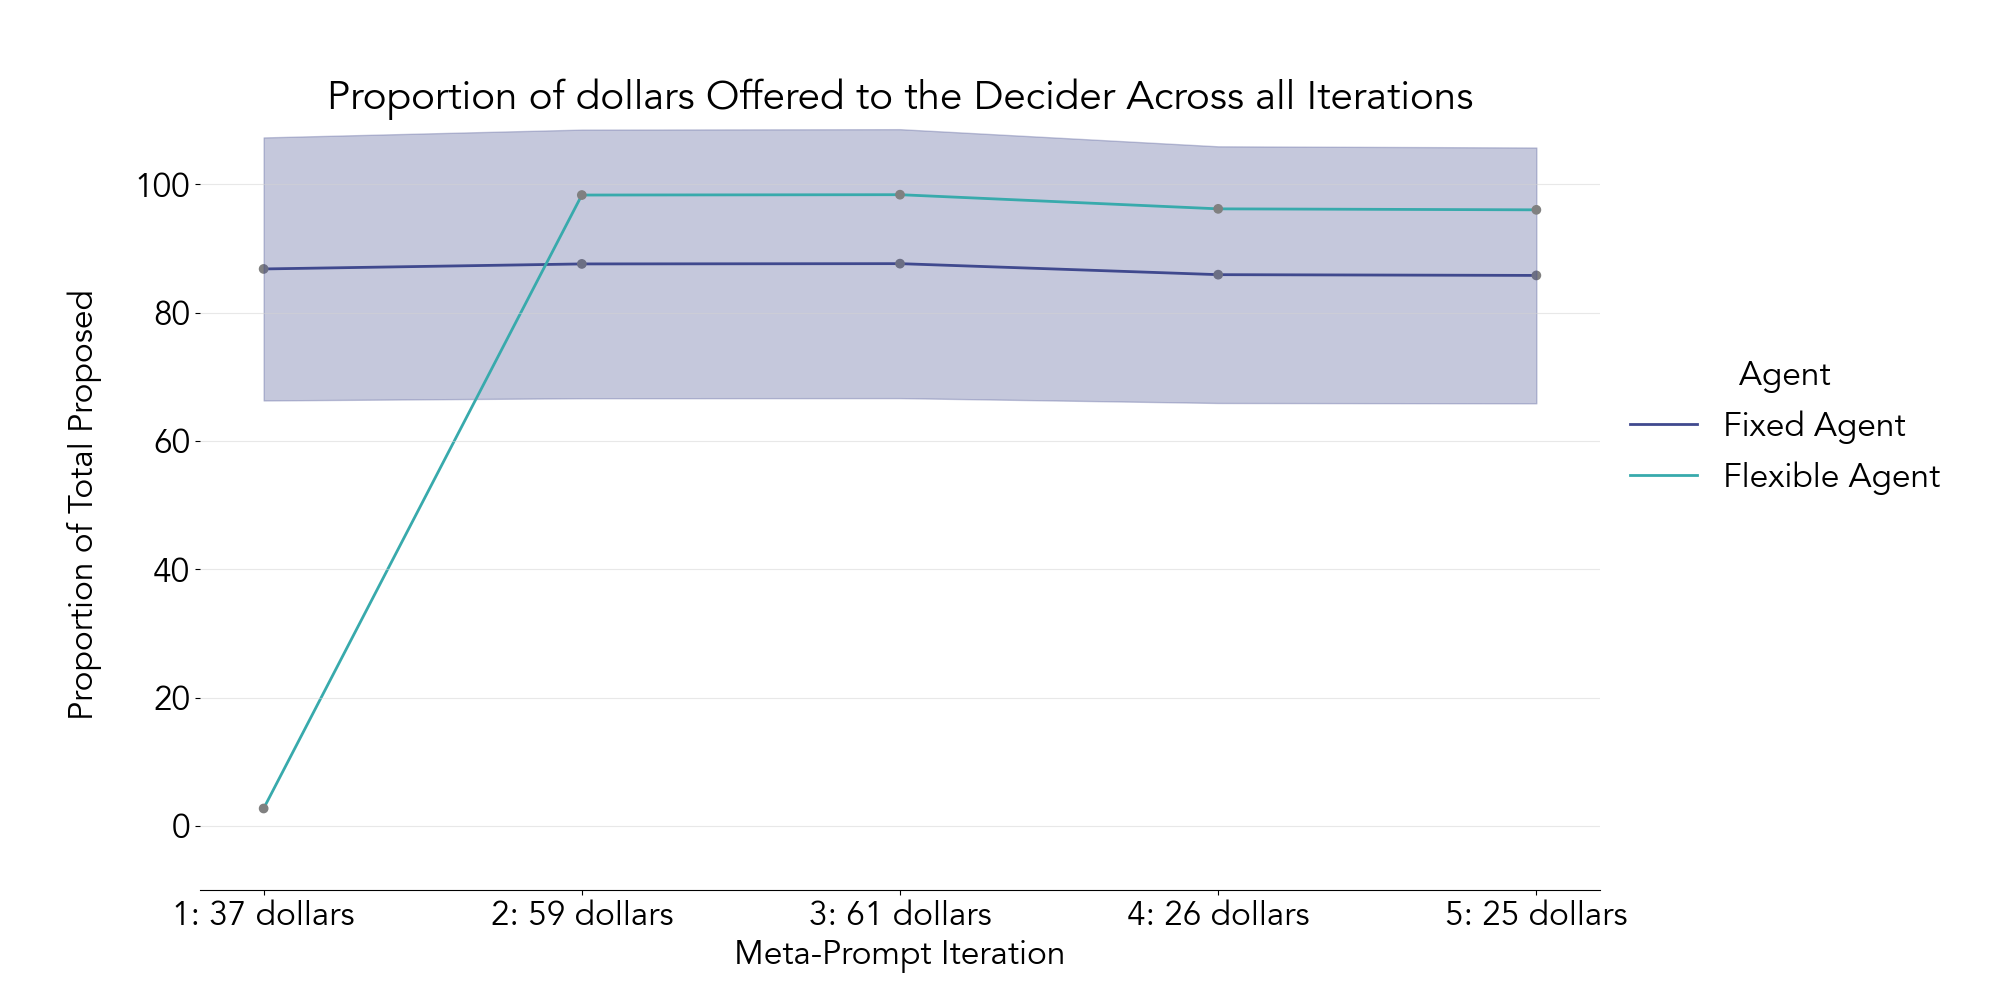 Proportion of dollars Offered to the Decider Across all Iterations
Proportion of Total Proposed
100
80
60
40
20
0
1: 37 dollars
2: 59 dollars
3: 61 dollars
4: 26 dollars
5: 25 dollars
Meta-Prompt Iteration
Agent
Fixed Agent
Flexible Agent